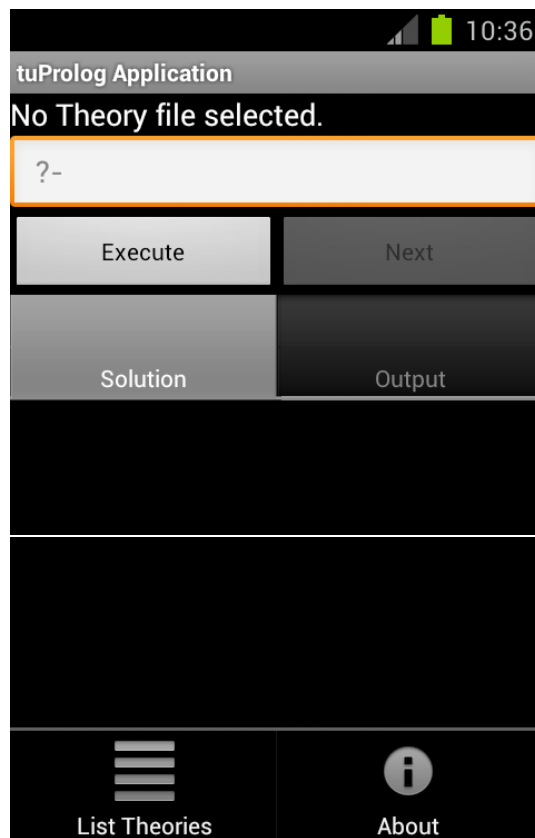 10:36
tuProlog Application
No Theory file selected.
?-
Execute Next
Solution Output
List Theories About